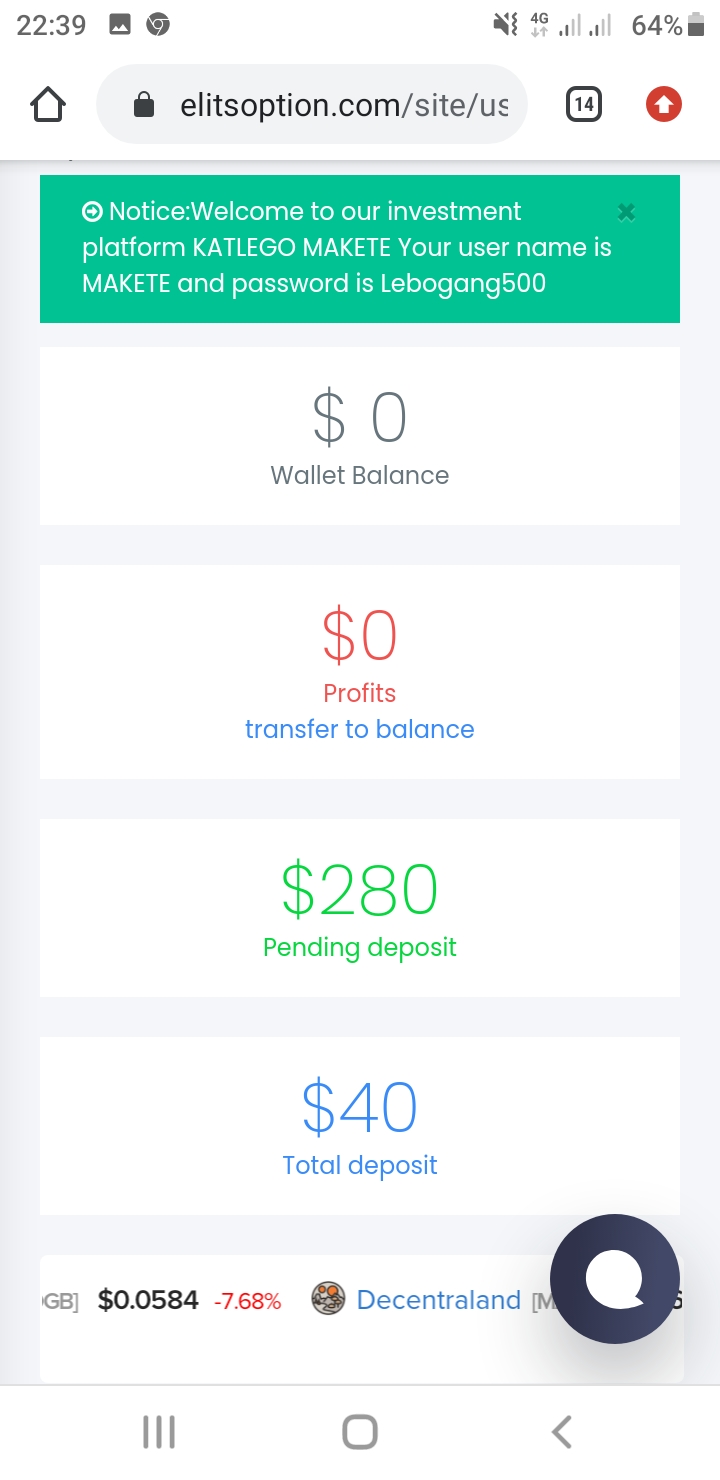 22:39 4G 64%
elitsoption.com/site/us
14
Notice:Welcome to our investment
platform KATLEGO MAKETE Your user name is
MAKETE and password is Lebogang500
$ 0
Wallet Balance
$0
Profits
transfer to balance
$280
Pending deposit
$40
Total deposit
GB] $0.0584 -7.68% Decentraland [M